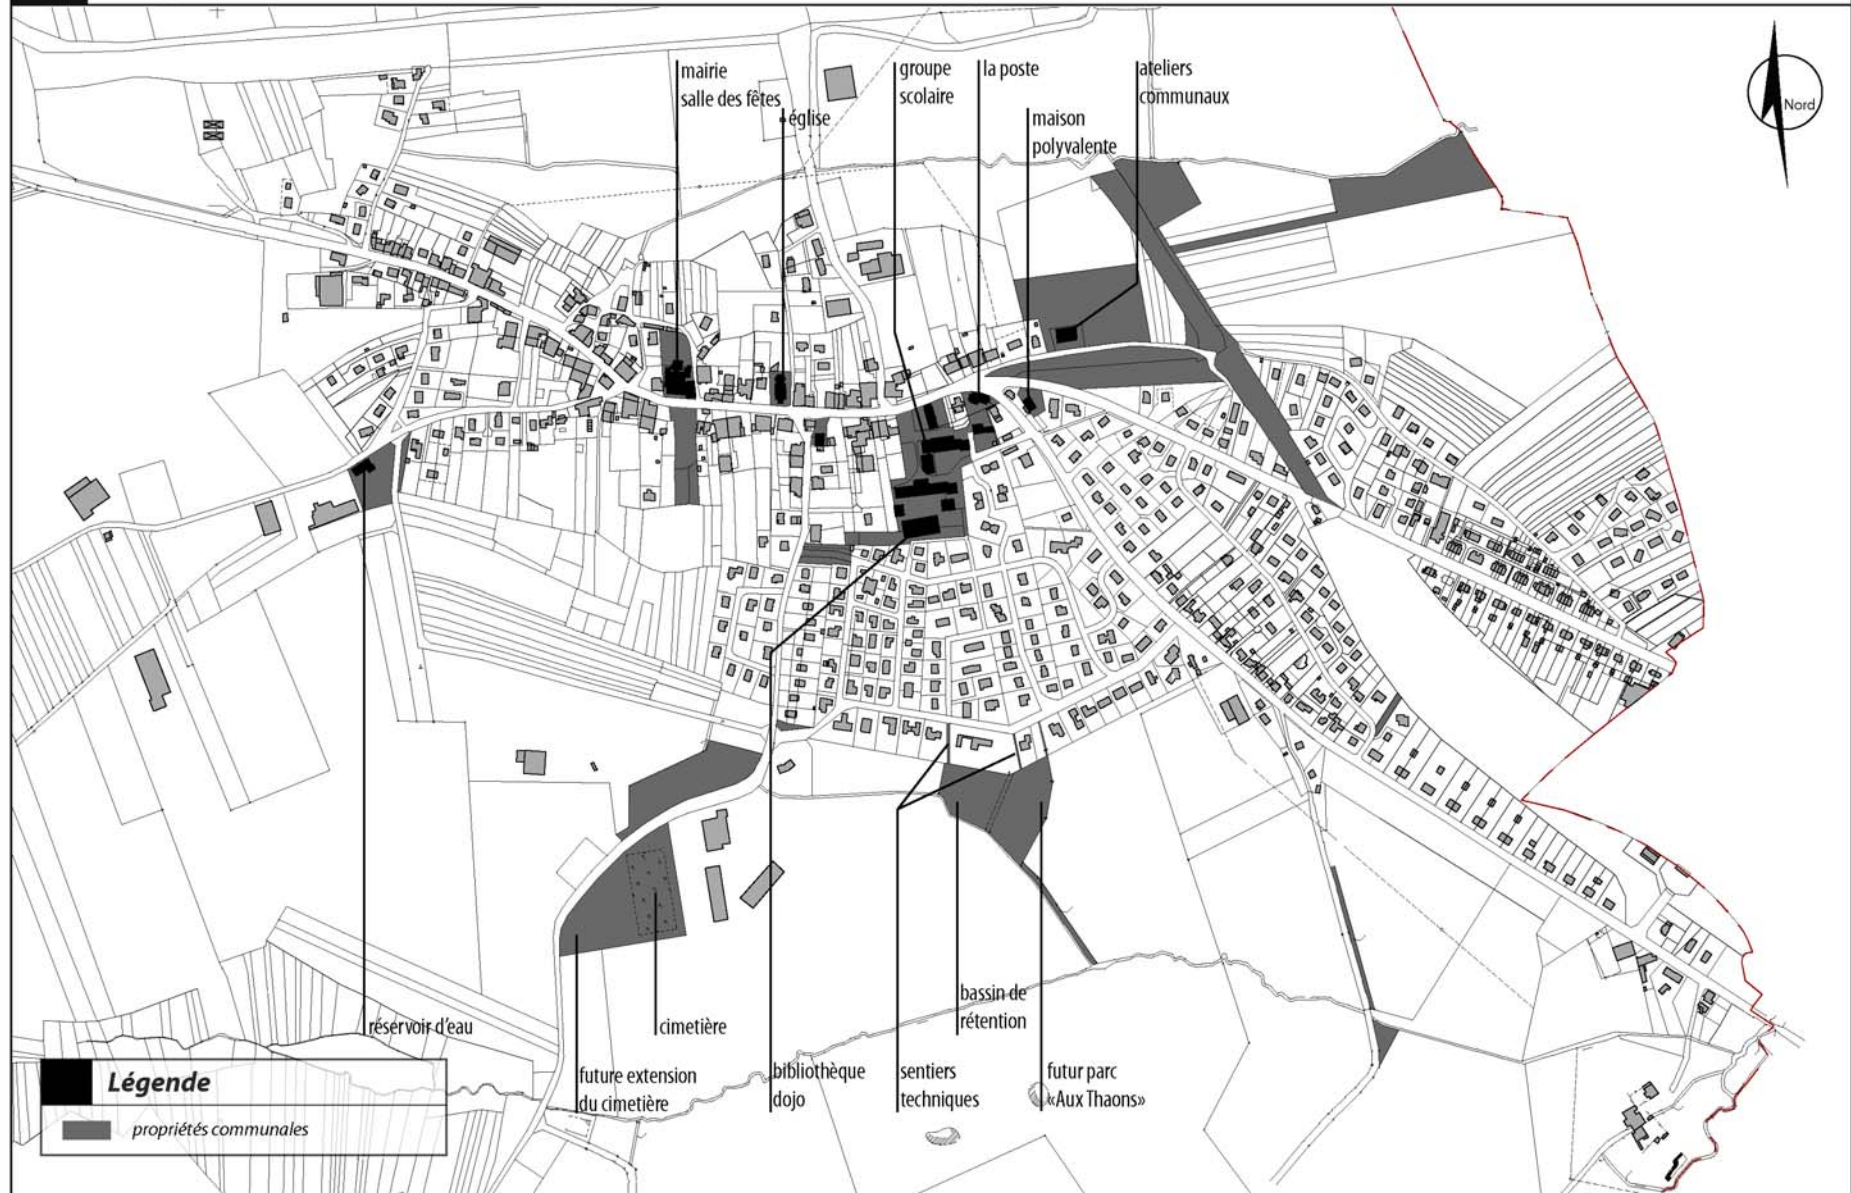 mairie
salle des fêtes
église
groupe
scolaire
la poste
maison
polyvalente
ateliers
communaux
Nord
réservoir d'eau
cimetière
future extension
du cimetière
bibliothèque
dojo
sentiers
techniques
bassin de
rétention
futur parc
«Aux Thaons»
Légende
propriétés communales